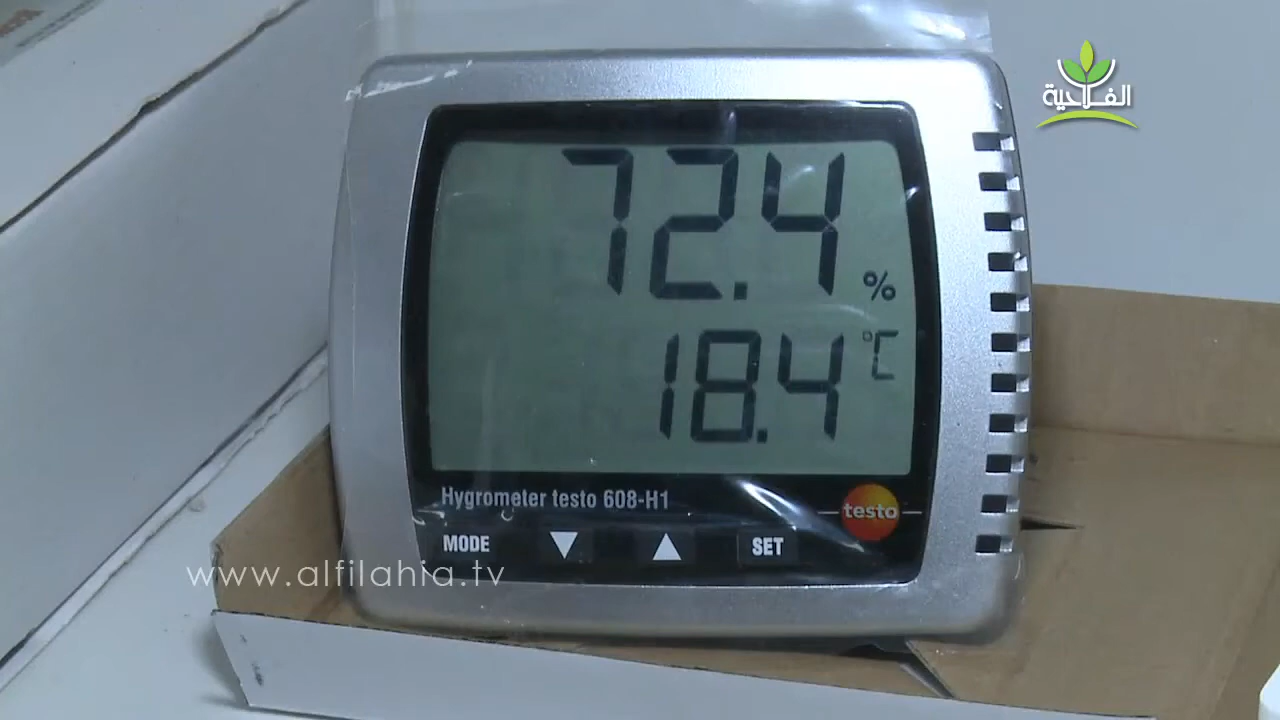 الفلاحية
72.4 %
18.4 °C
Hygrometer testo 608-H1
testo
MODE ▼ ▲ SET
www.alfilahia.tv